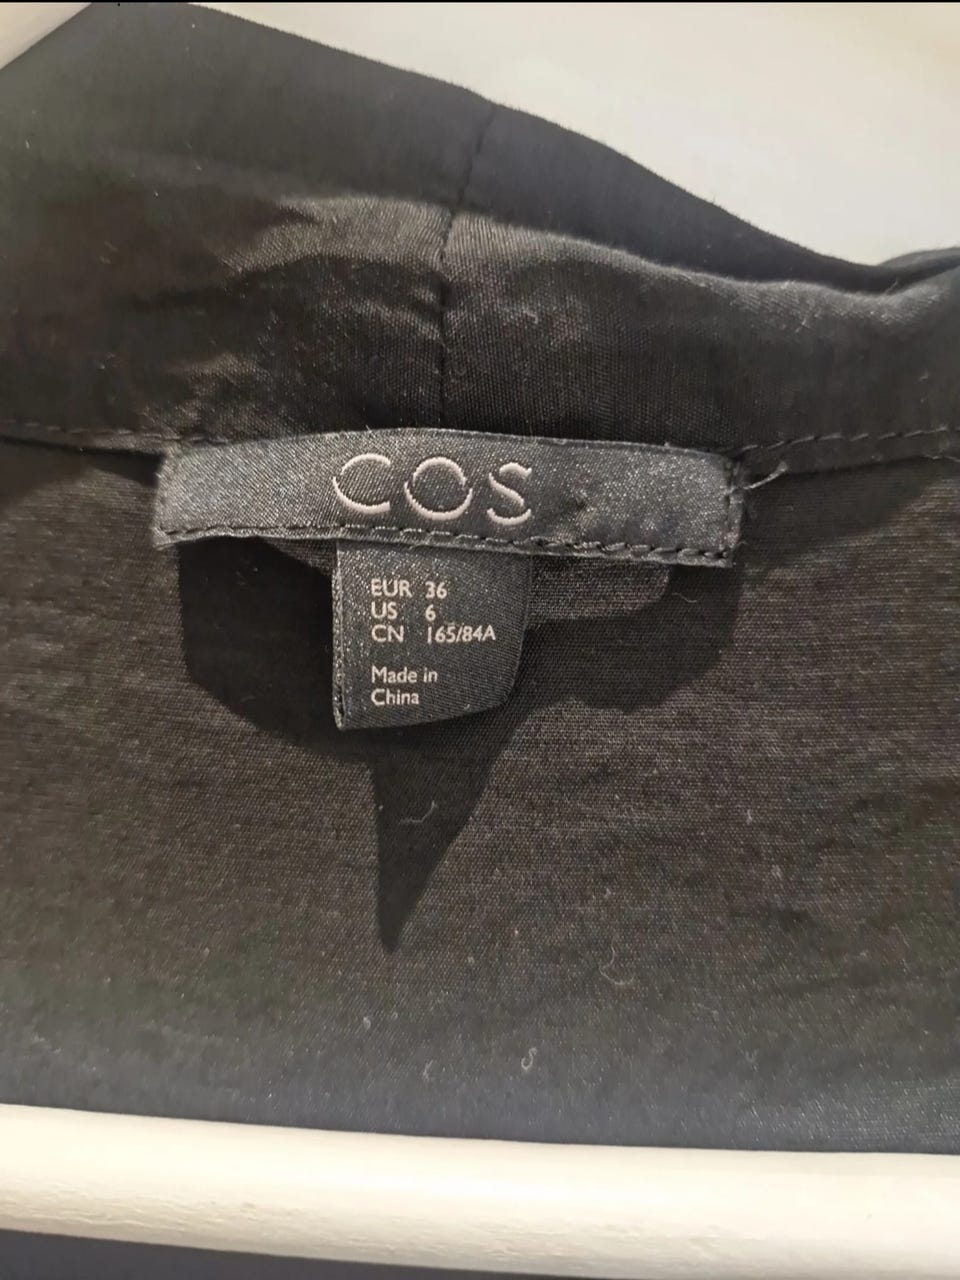 COS
EUR 36
US 6
CN 165/84A
Made in
China